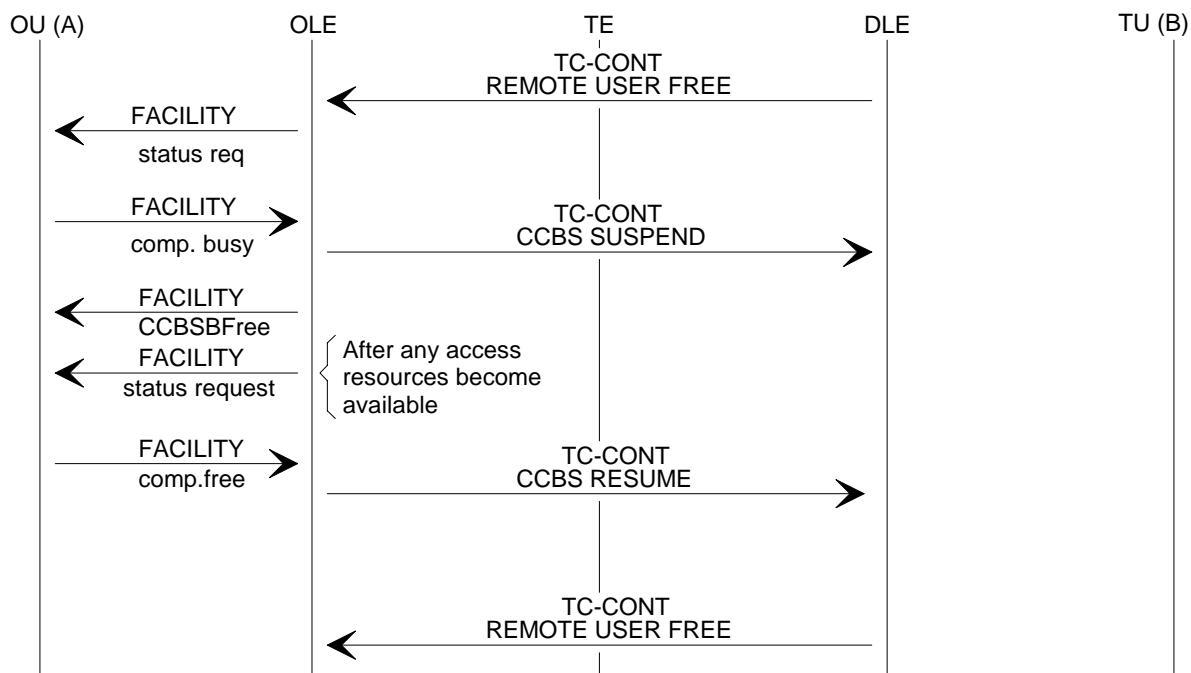 OU (A)
OLE
TE
DLE
TU (B)
TC-CONT
REMOTE USER FREE
FACILITY
status req
FACILITY
comp. busy
TC-CONT
CCBS SUSPEND
FACILITY
CCBSBFree
FACILITY
status request
After any access
resources become
available
FACILITY
comp.free
TC-CONT
CCBS RESUME
TC-CONT
REMOTE USER FREE